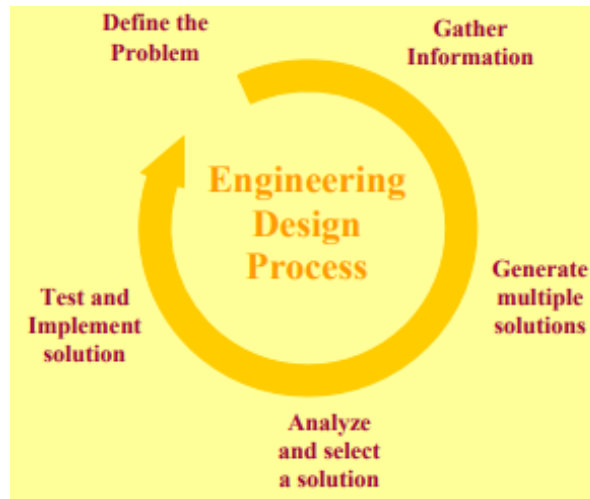 Define the
Problem
Gather
Information
Engineering
Design
Process
Generate
multiple
solutions
Test and
Implement
solution
Analyze
and select
a solution